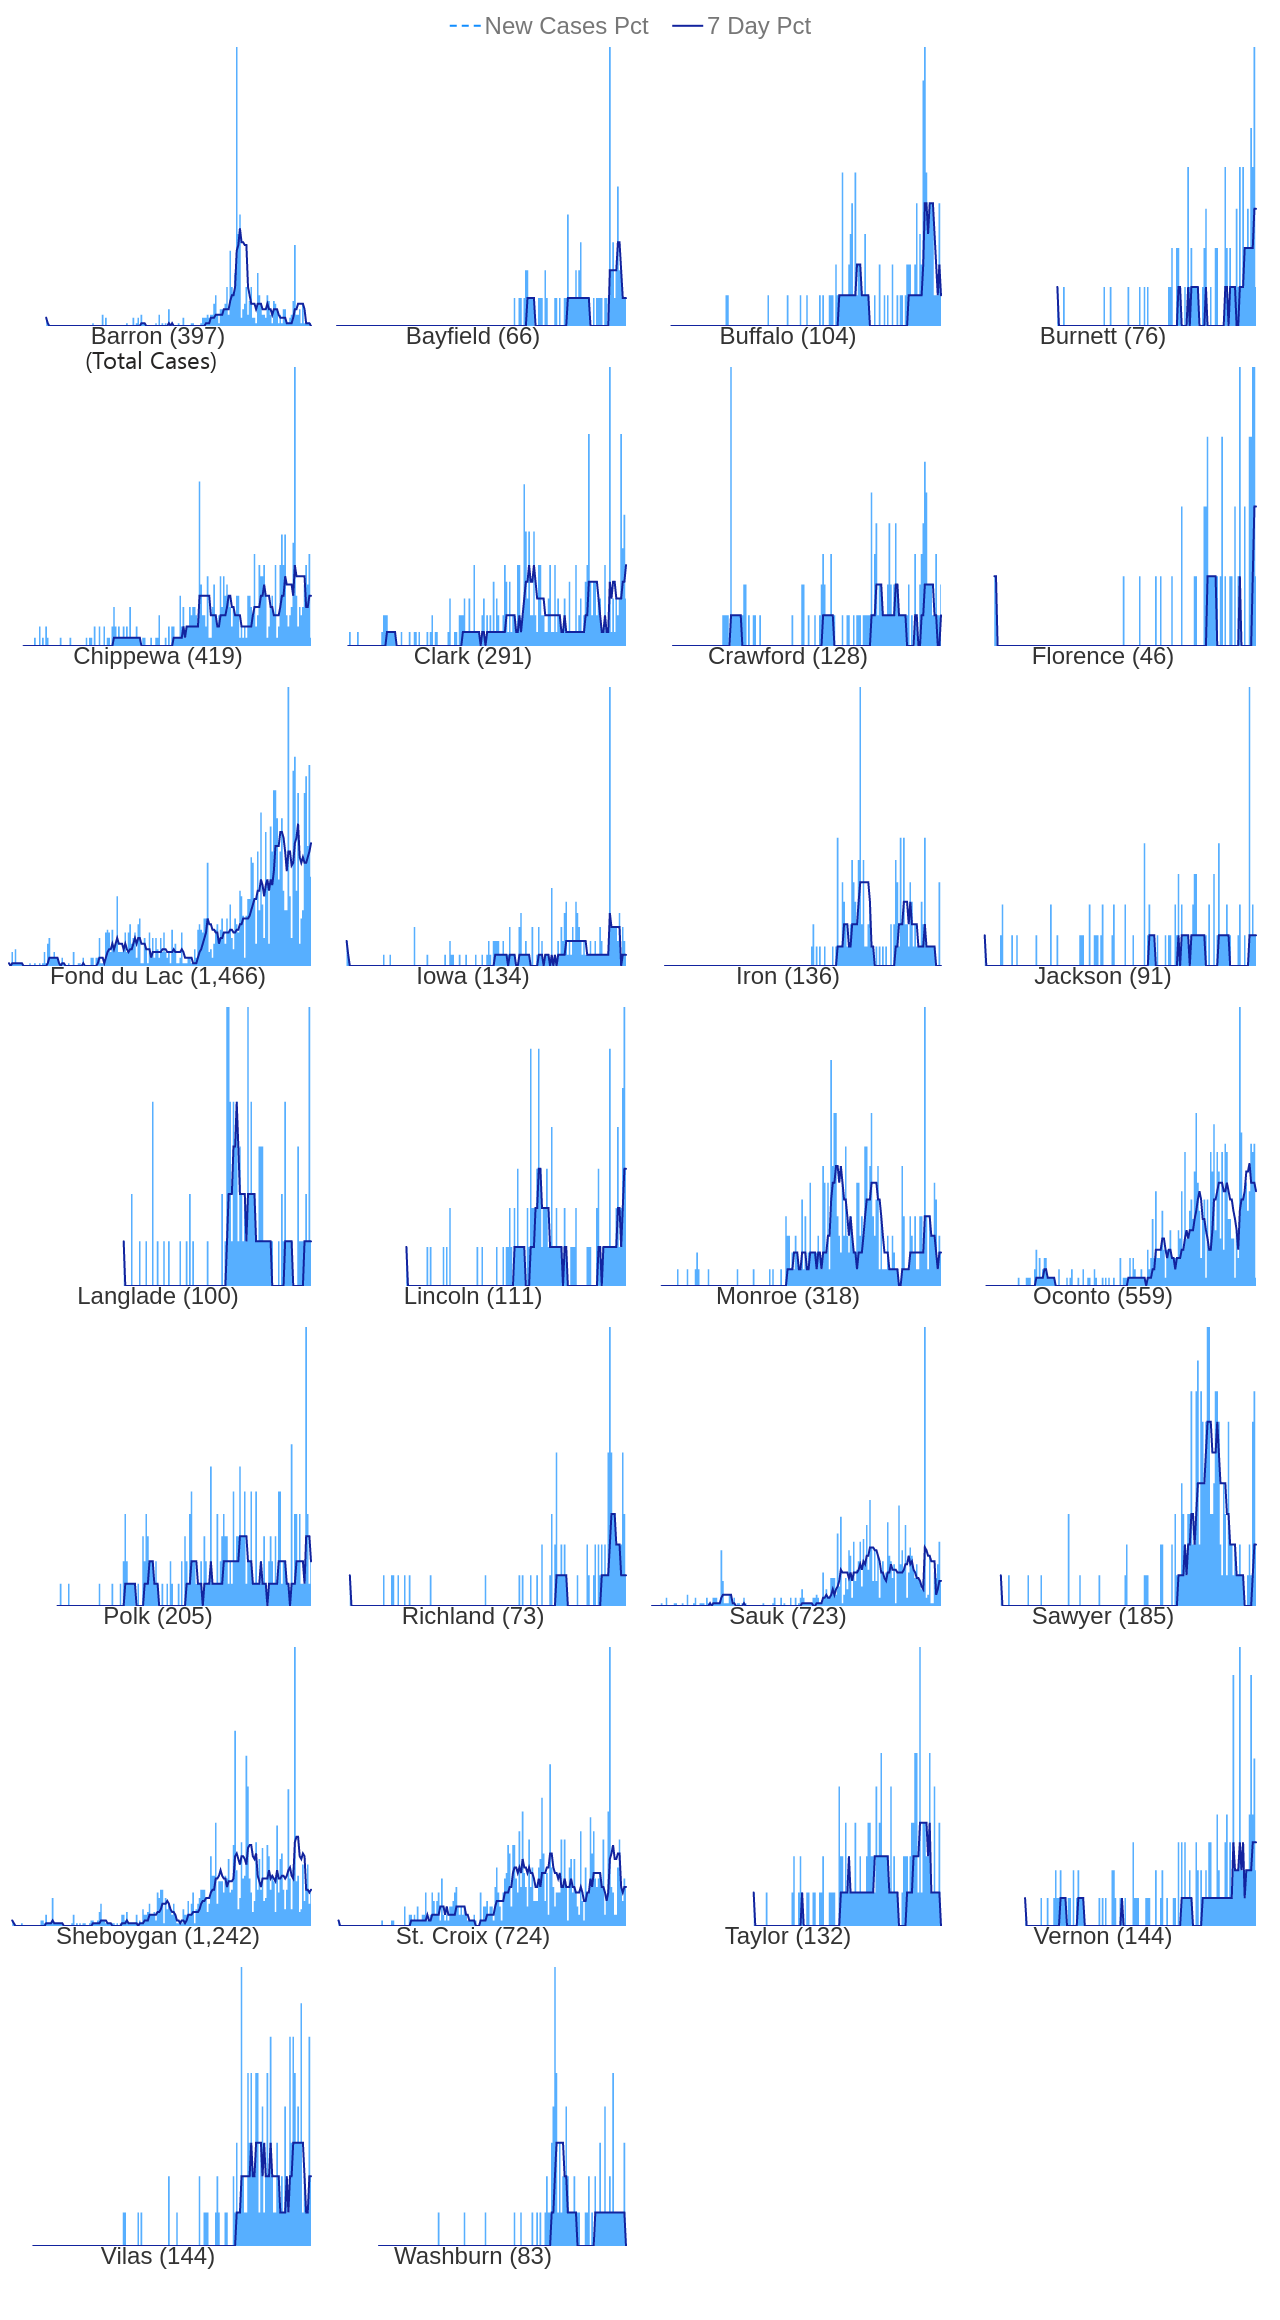 New Cases Pct 7 Day Pct
Barron (397) Bayfield (66) Buffalo (104) Burnett (76)
(Total Cases)
Chippewa (419) Clark (291) Crawford (128) Florence (46)
Fond du Lac (1,466) Iowa (134) Iron (136) Jackson (91)
Langlade (100) Lincoln (111) Monroe (318) Oconto (559)
Polk (205) Richland (73) Sauk (723) Sawyer (185)
Sheboygan (1,242) St. Croix (724) Taylor (132) Vernon (144)
Vilas (144) Washburn (83)